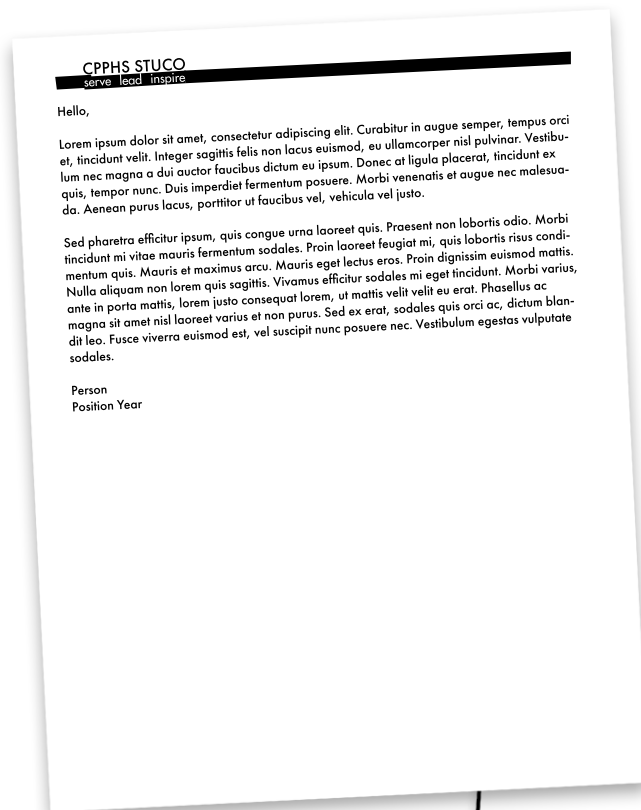 CPPHS STUCO
serve lead inspire
Hello,
Lorem ipsum dolor sit amet, consectetur adipiscing elit. Curabitur in augue semper, tempus orci
et, tincidunt velit. Integer sagittis felis non lacus euismod, eu ullamcorper nisl pulvinar. Vestibu-
lum nec magna a dui auctor faucibus dictum eu ipsum. Donec at ligula placerat, tincidunt ex
quis, tempor nunc. Duis imperdiet fermentum posuere. Morbi venenatis et augue nec malesua-
da. Aenean purus lacus, porttitor ut faucibus vel, vehicula vel justo.
Sed pharetra efficitur ipsum, quis congue urna laoreet quis. Praesent non lobortis odio. Morbi
tincidunt mi vitae mauris fermentum sodales. Proin laoreet feugiat mi, quis lobortis risus condi-
mentum quis. Mauris et maximus arcu. Mauris eget lectus eros. Proin dignissim euismod mattis.
Nulla aliquam non lorem quis sagittis. Vivamus efficitur sodales mi eget tincidunt. Morbi varius,
ante in porta mattis, lorem justo consequat lorem, ut mattis velit velit eu erat. Phasellus ac
magna sit amet nisl laoreet varius et non purus. Sed ex erat, sodales quis orci ac, dictum blan-
dit leo. Fusce viverra euismod est, vel suscipit nunc posuere nec. Vestibulum egestas vulputate
sodales.
Person
Position Year